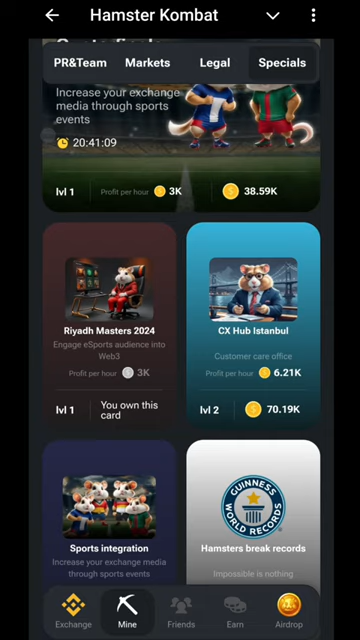 Hamster Kombat
PR&Team
Markets
Legal
Specials
Increase your exchange
media through sports
events
20:41:09
lvl 1
Profit per hour
3K
38.59K
Riyadh Masters 2024
Engage eSports audience into
Web3
Profit per hour
3K
lvl 1
You own this
card
CX Hub Istanbul
Customer care office
Profit per hour
6.21K
lvl 2
70.19K
Sports integration
Increase your exchange media
through sports events
GUINNESS
WORLD RECORDS
Hamsters break records
Impossible is nothing
Exchange
Mine
Friends
Earn
Airdrop